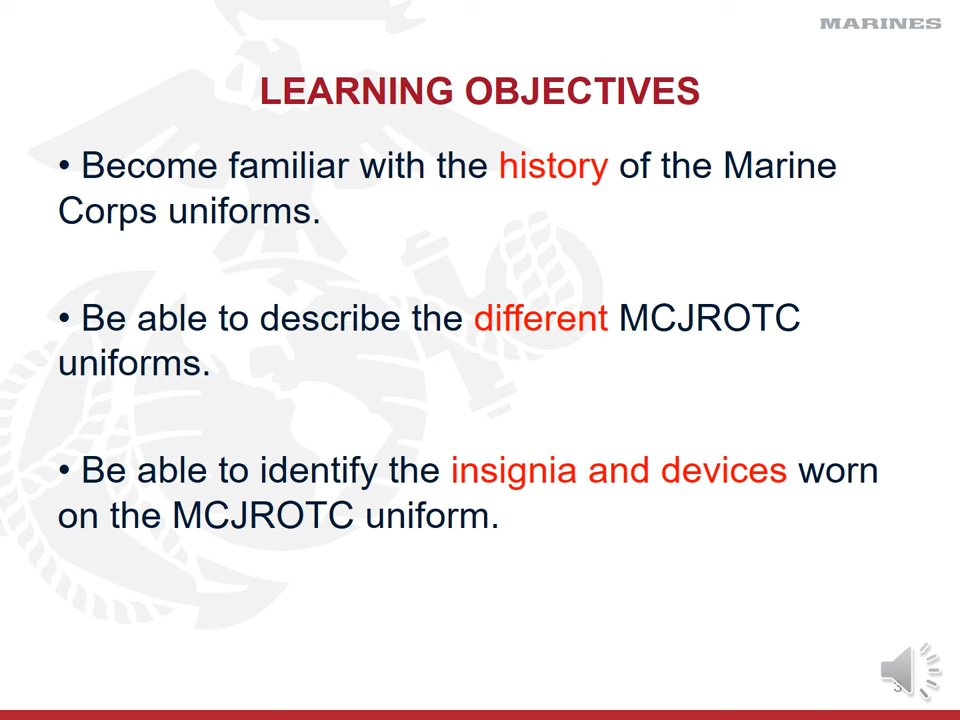 MARINES
LEARNING OBJECTIVES
• Become familiar with the history of the Marine
Corps uniforms.
• Be able to describe the different MCJROTC
uniforms.
• Be able to identify the insignia and devices worn
on the MCJROTC uniform.